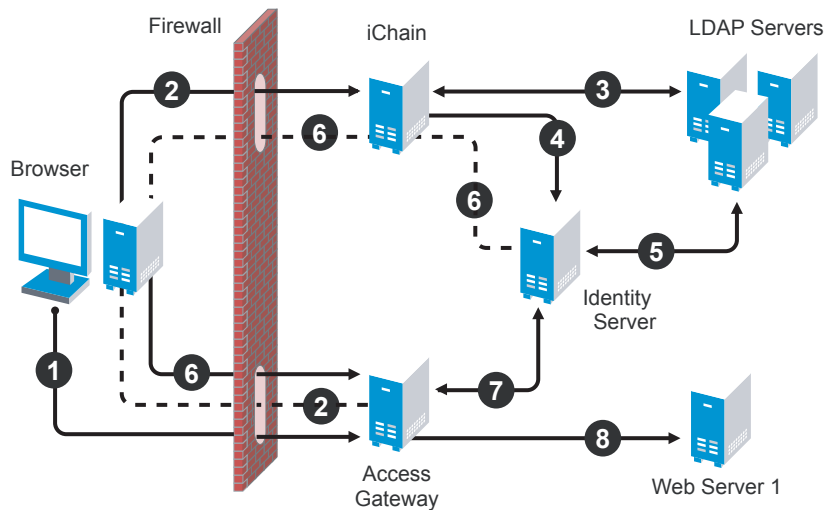 Firewall
iChain
LDAP Servers
2
3
6
4
Browser
6
5
Identity
Server
1
6
7
2
8
Access
Gateway
Web Server 1